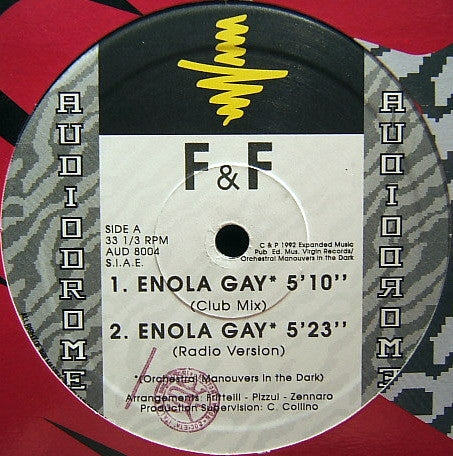 AUDIODROME
AUDIODROME
F & F
SIDE A
33 1/3 RPM
AUD 8004
S.I.A.E.
C & P 1992 Expanded Music
Pub. Ed. Mus. Virgin Records/
Orchestral Manouvers in the Dark
1. ENOLA GAY* 5'10''
(Club Mix)
2. ENOLA GAY* 5'23''
(Radio Version)
*(Orchestral Manouvers in the Dark)
Arrangements: Frittelli - Pizzul - Zennaro
Production Supervision: C. Collino